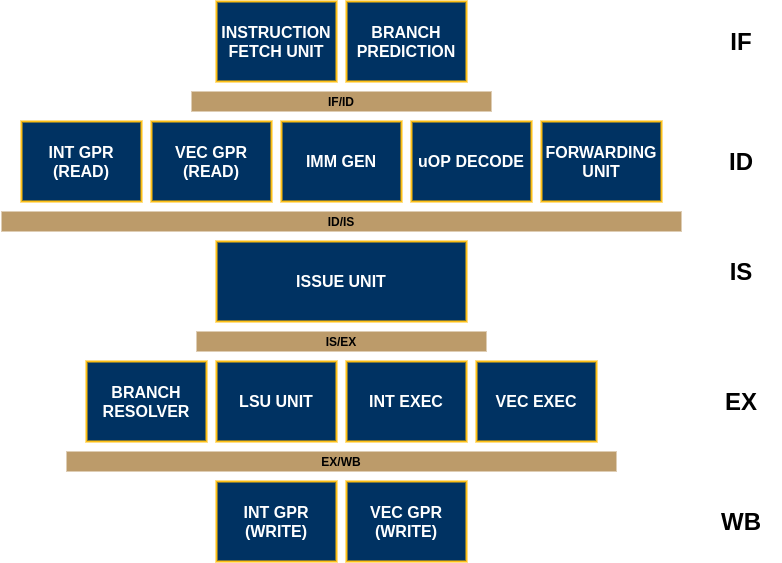 INSTRUCTION
FETCH UNIT
BRANCH
PREDICTION
IF
IF/ID
INT GPR
(READ)
VEC GPR
(READ)
IMM GEN
uOP DECODE
FORWARDING
UNIT
ID
ID/IS
ISSUE UNIT
IS
IS/EX
BRANCH
RESOLVER
LSU UNIT
INT EXEC
VEC EXEC
EX
EX/WB
INT GPR
(WRITE)
VEC GPR
(WRITE)
WB